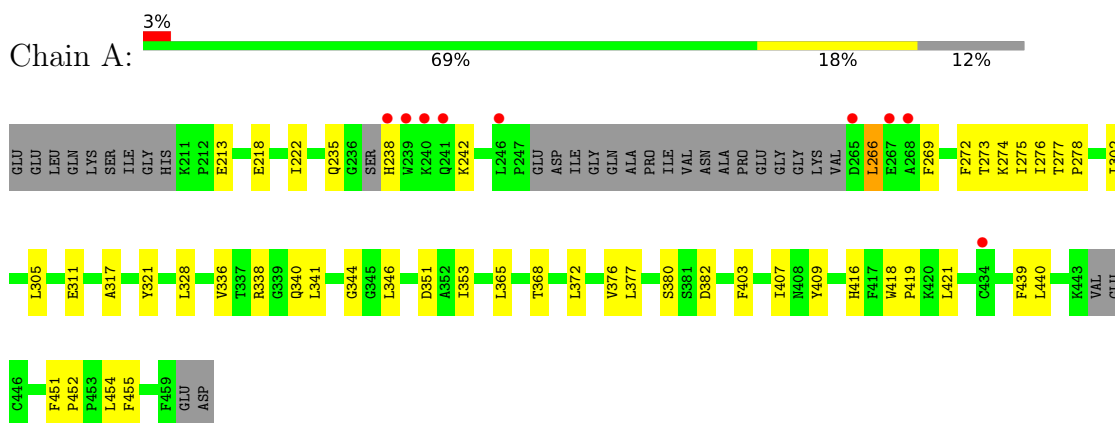 3%
Chain A:
69% 18% 12%
GLU GLU LEU GLN LYS SER ILE GLY HIS K211 P212 E213 E218 I222 Q235 G236 SER H238 W239 K240 Q241 K242 L246 P247 GLU ASP ILE GLY GLN ALA PRO ILE VAL ASN ALA PRO GLU GLY GLY LYS VAL D265 L266 E267 A268 F269 F272 T273 K274 I275 I276 T277 P278
L305 E311 A317 Y321 L328 V336 T337 R338 G339 Q340 L341 G344 G345 L346 D351 A352 I353 L365 T368 L372 V376 L377 S380 S381 D382 F403 I407 N408 Y409 H416 F417 W418 P419 K420 L421 C434 F439 L440 K443 VAL
C446 F451 P452 P453 L454 F455 F459 GLU ASP